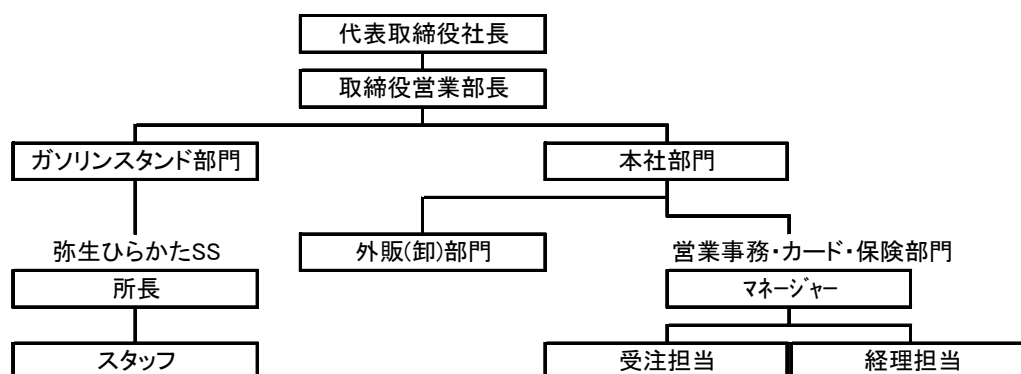 代表取締役社長
取締役営業部長
ガソリンスタンド部門
本社部門
弥生ひらかたSS
外販(卸)部門
営業事務・カード・保険部門
所長
マネージャー
スタッフ
受注担当
経理担当